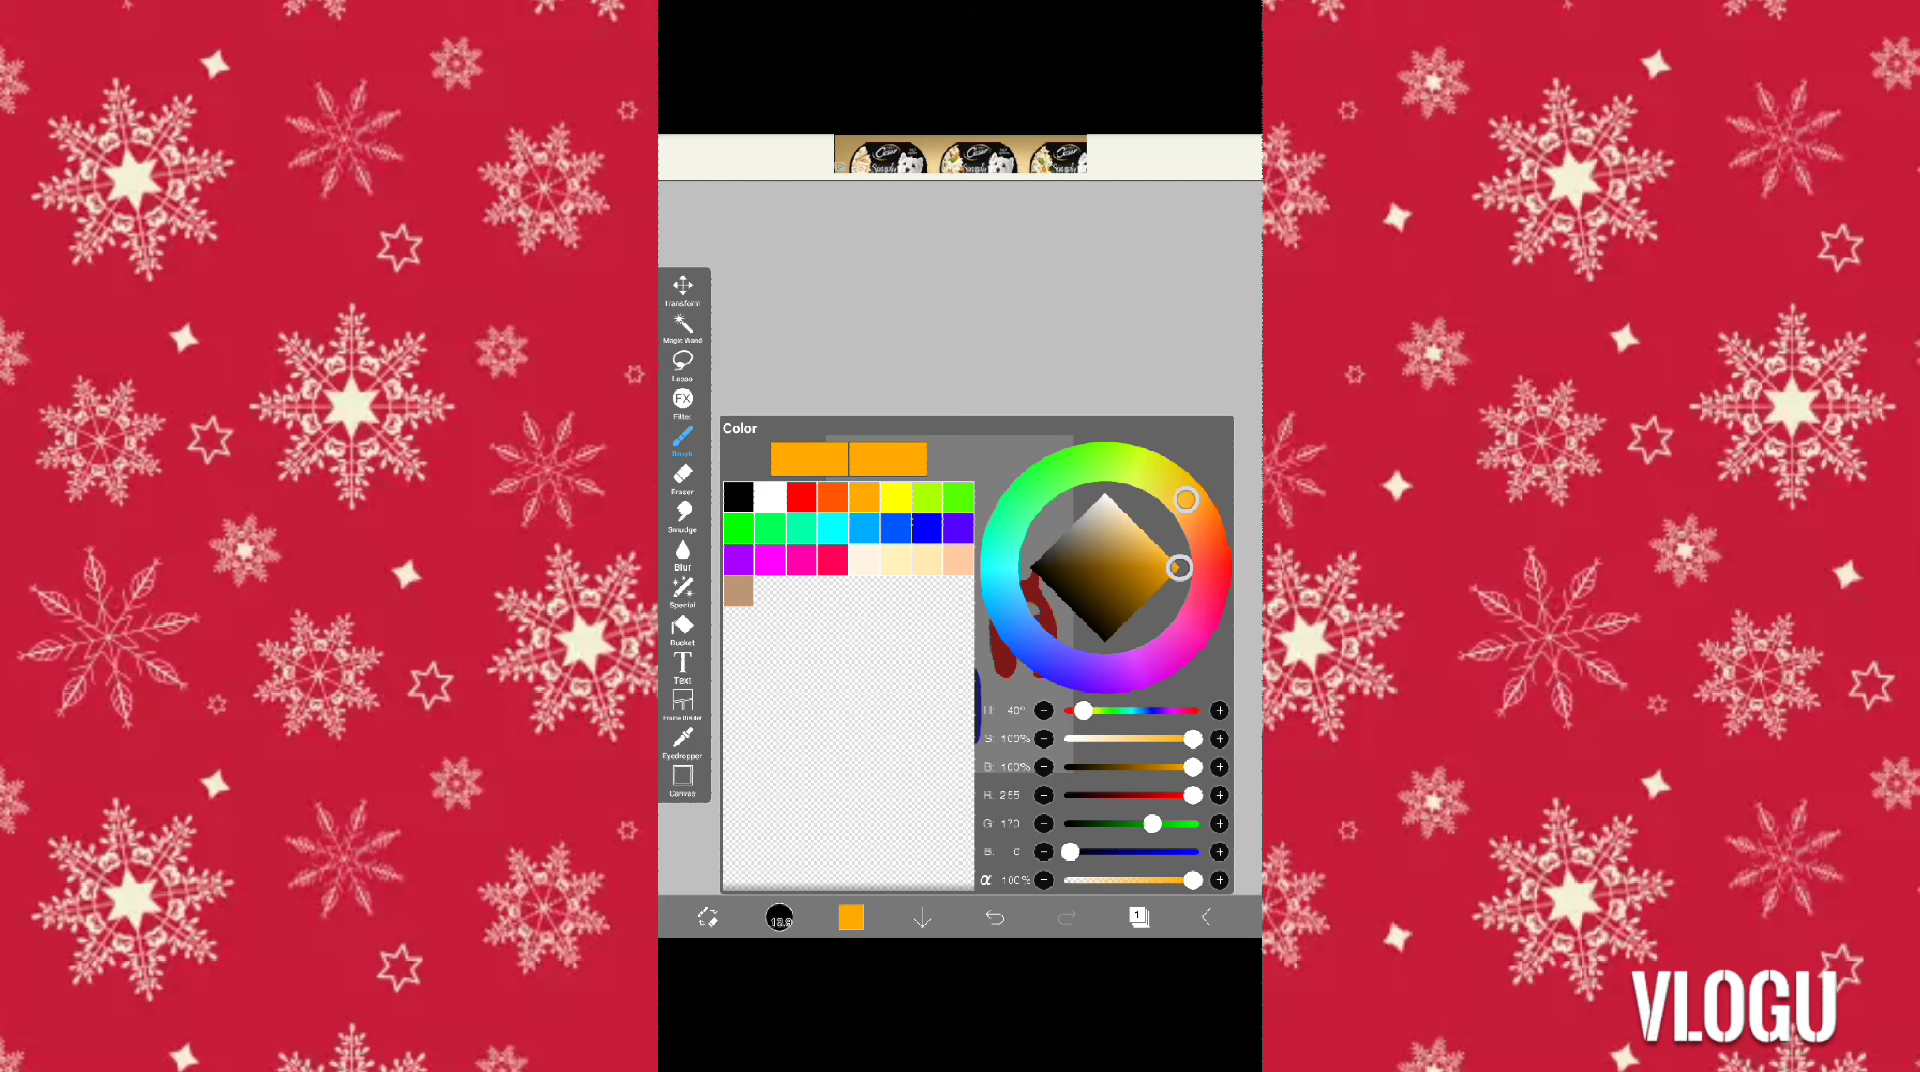 Transform
Magic Wand
Lasso
FX
Filter
Brush
Eraser
Smudge
Blur
Special
Bucket
T
Text
Frame Divider
Eyedropper
Canvas
Color
H: 40°
S: 100%
B: 100%
R: 255
G: 170
B: 0
α 100%
1
VLOGU